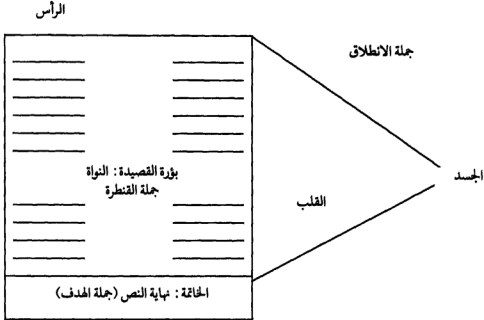 الرأس
جملة الانطلاق
بؤرة القصيدة : النواة
جملة القنطرة
الجسد
القلب
الخاتمة : نهاية النص (جملة الهدف)